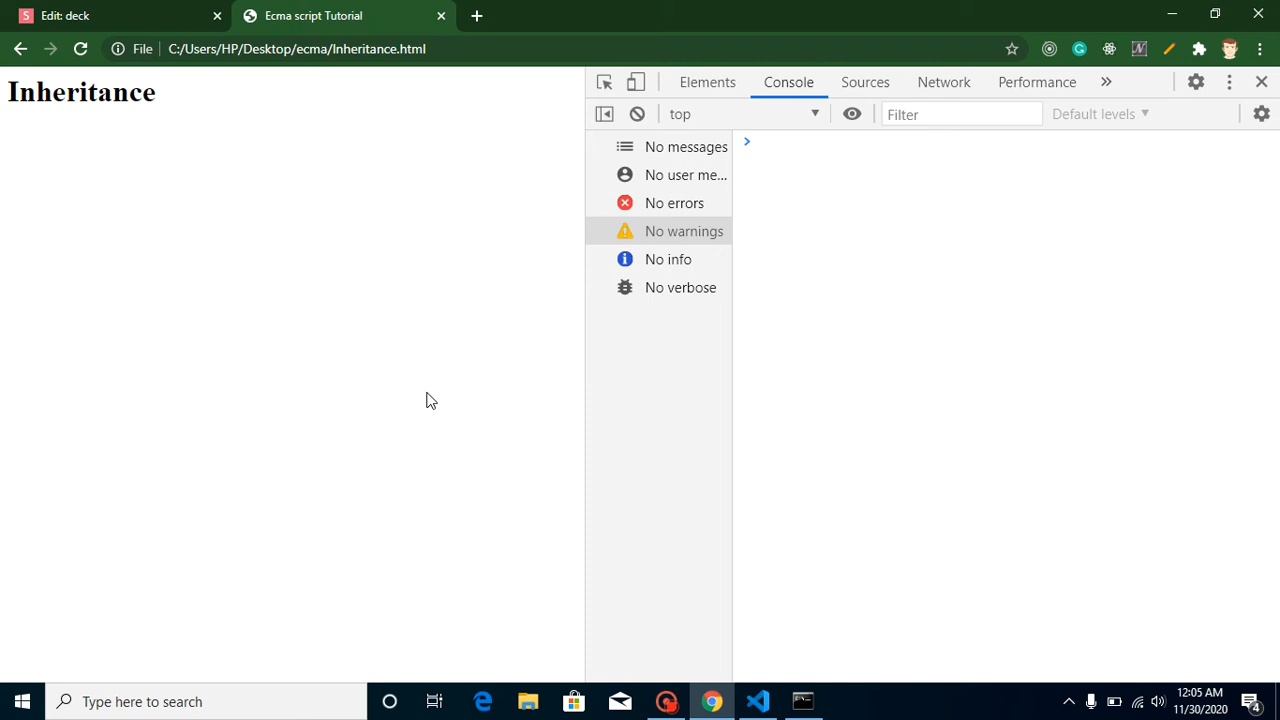 S Edit: deck
Ecma script Tutorial
File C:/Users/HP/Desktop/ecma/Inheritance.html
Inheritance
Elements Console Sources Network Performance »
top Filter Default levels
No messages
No user me...
No errors
No warnings
No info
No verbose
Type here to search
12:05 AM
11/30/2020
4